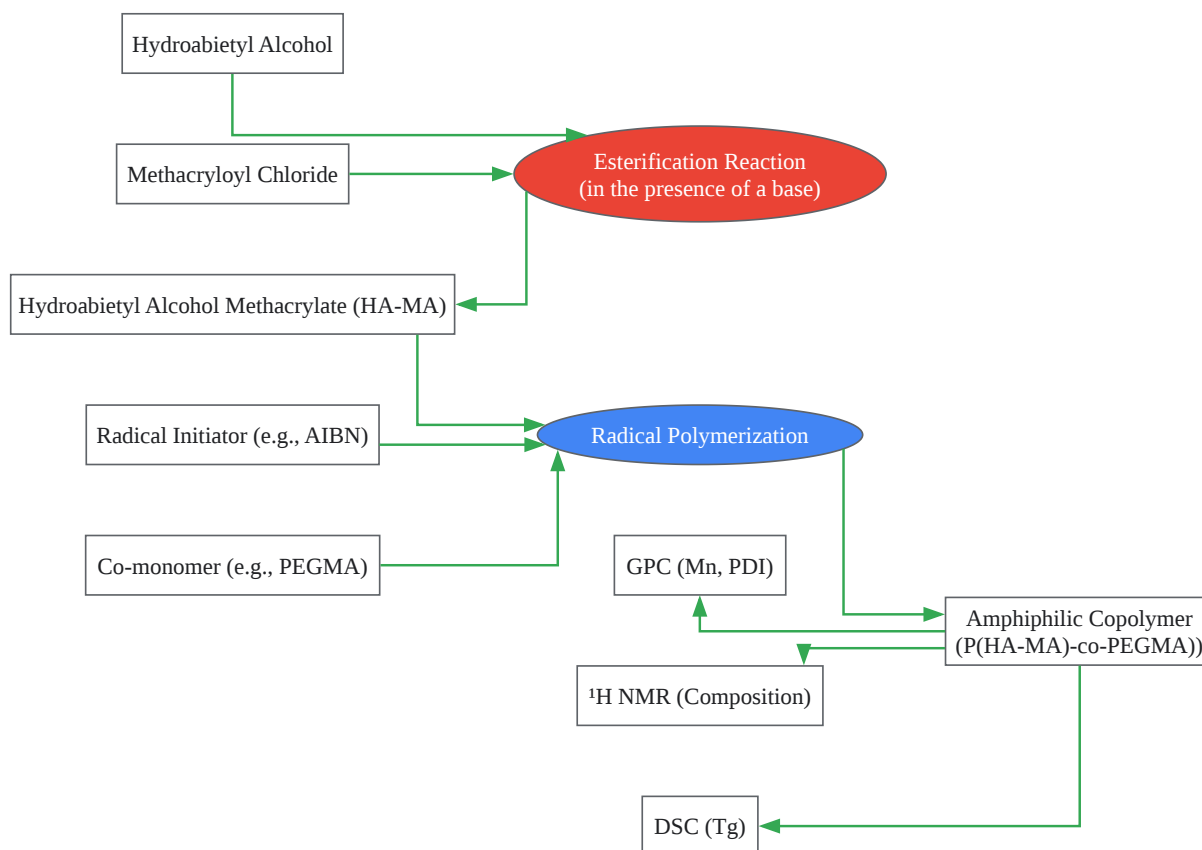 Hydroabietyl Alcohol
Methacryloyl Chloride
Esterification Reaction
(in the presence of a base)
Hydroabietyl Alcohol Methacrylate (HA-MA)
Radical Initiator (e.g., AIBN)
Radical Polymerization
Co-monomer (e.g., PEGMA)
GPC (Mn, PDI)
Amphiphilic Copolymer
(P(HA-MA)-co-PEGMA))
¹H NMR (Composition)
DSC (Tg)